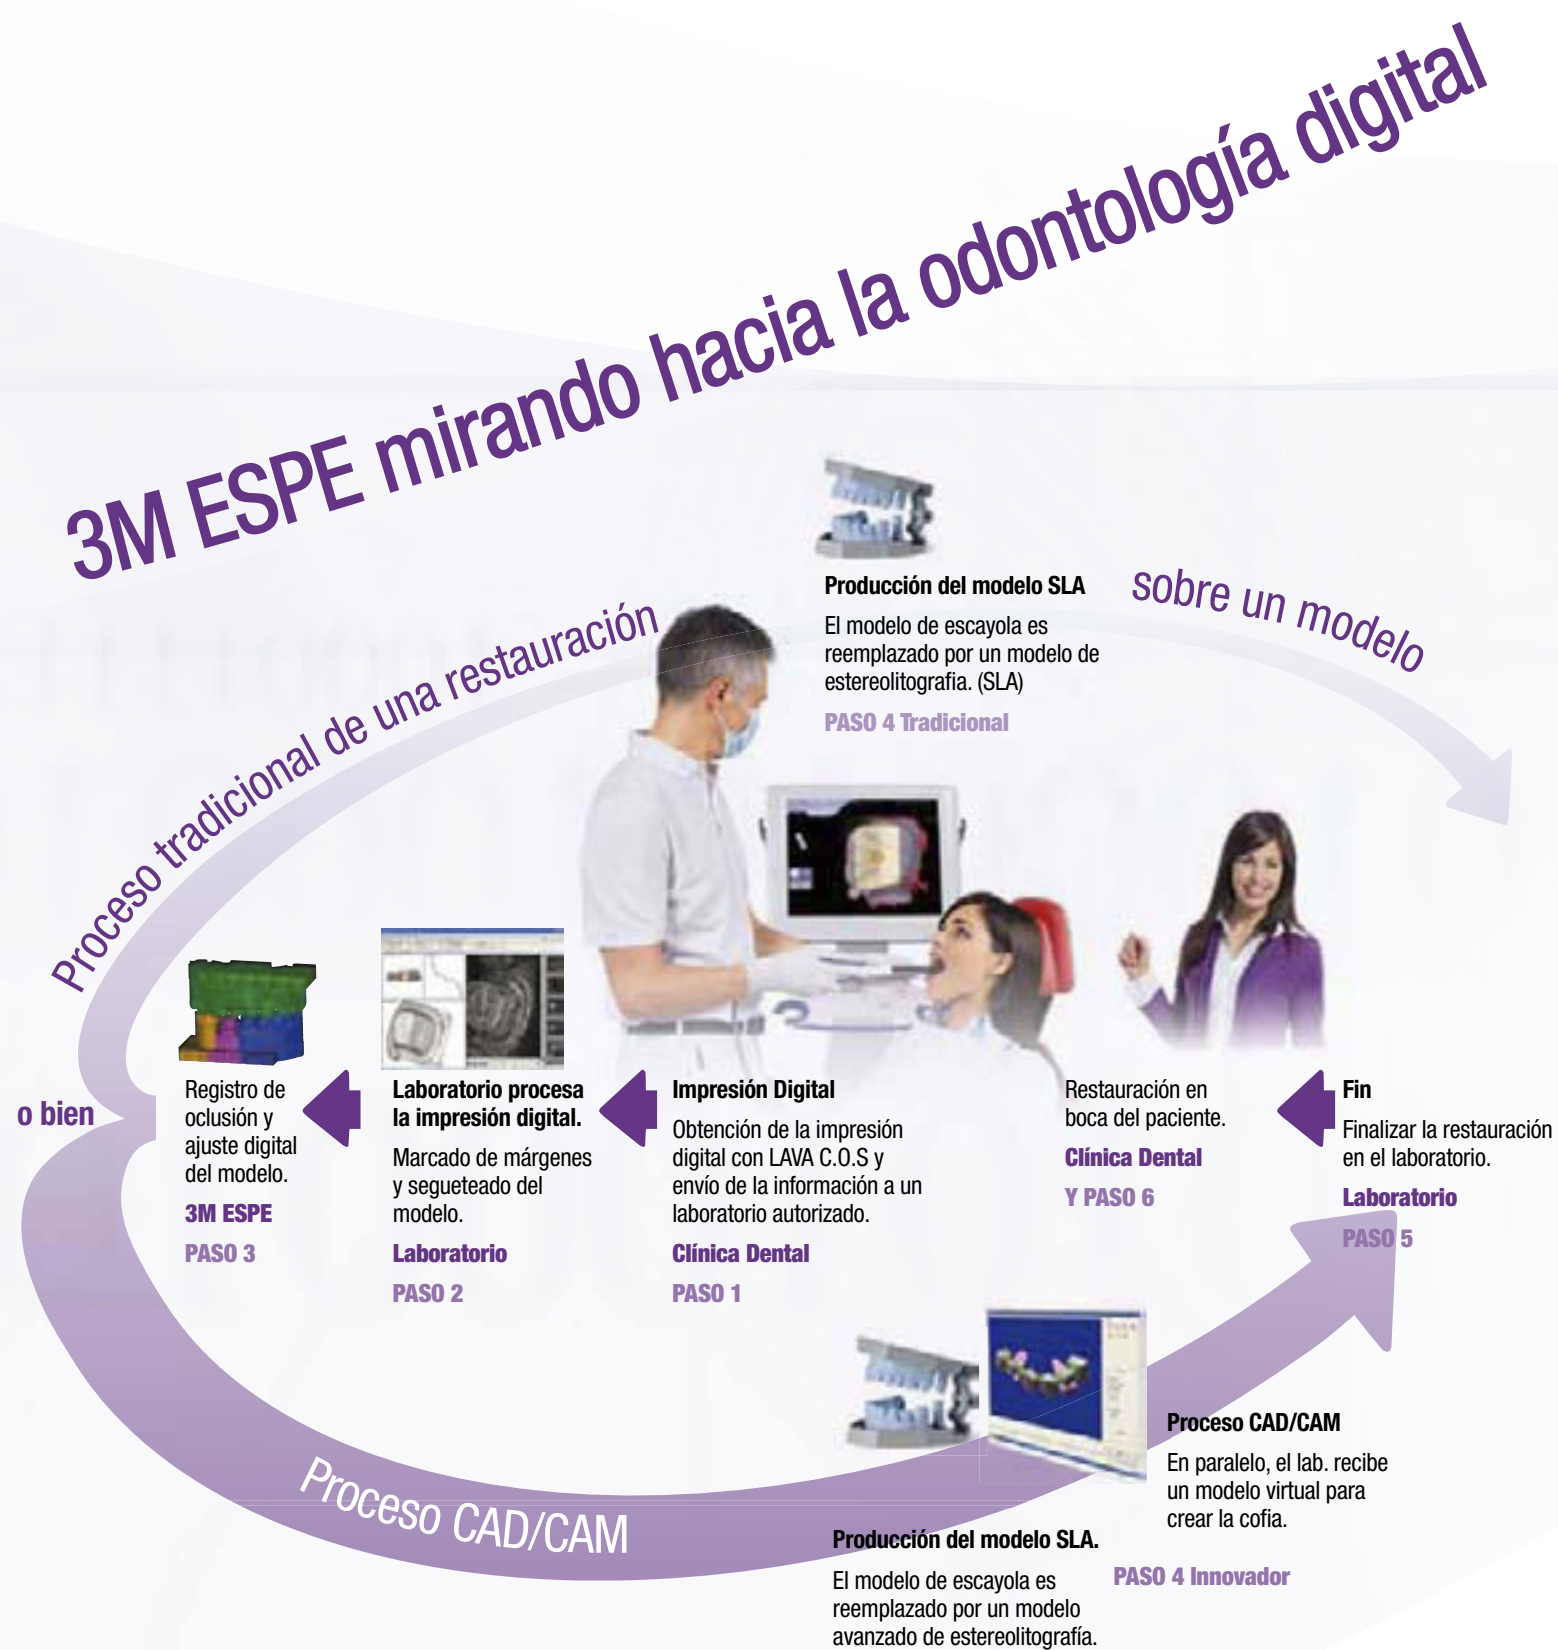 3M ESPE mirando hacia la odontología digital
Proceso tradicional de una restauración
sobre un modelo
Producción del modelo SLA
El modelo de escayola es
reemplazado por un modelo de
estereolitografia. (SLA)
PASO 4 Tradicional
o bien
Registro de
oclusión y
ajuste digital
del modelo.
3M ESPE
PASO 3
Laboratorio procesa
la impresión digital.
Marcado de márgenes
y segueteado del
modelo.
Laboratorio
PASO 2
Impresión Digital
Obtención de la impresión
digital con LAVA C.O.S y
envío de la información a un
laboratorio autorizado.
Clínica Dental
PASO 1
Restauración en
boca del paciente.
Clínica Dental
Y PASO 6
Fin
Finalizar la restauración
en el laboratorio.
Laboratorio
PASO 5
Proceso CAD/CAM
Proceso CAD/CAM
En paralelo, el lab. recibe
un modelo virtual para
crear la cofia.
PASO 4 Innovador
Producción del modelo SLA.
El modelo de escayola es
reemplazado por un modelo
avanzado de estereolitografía.